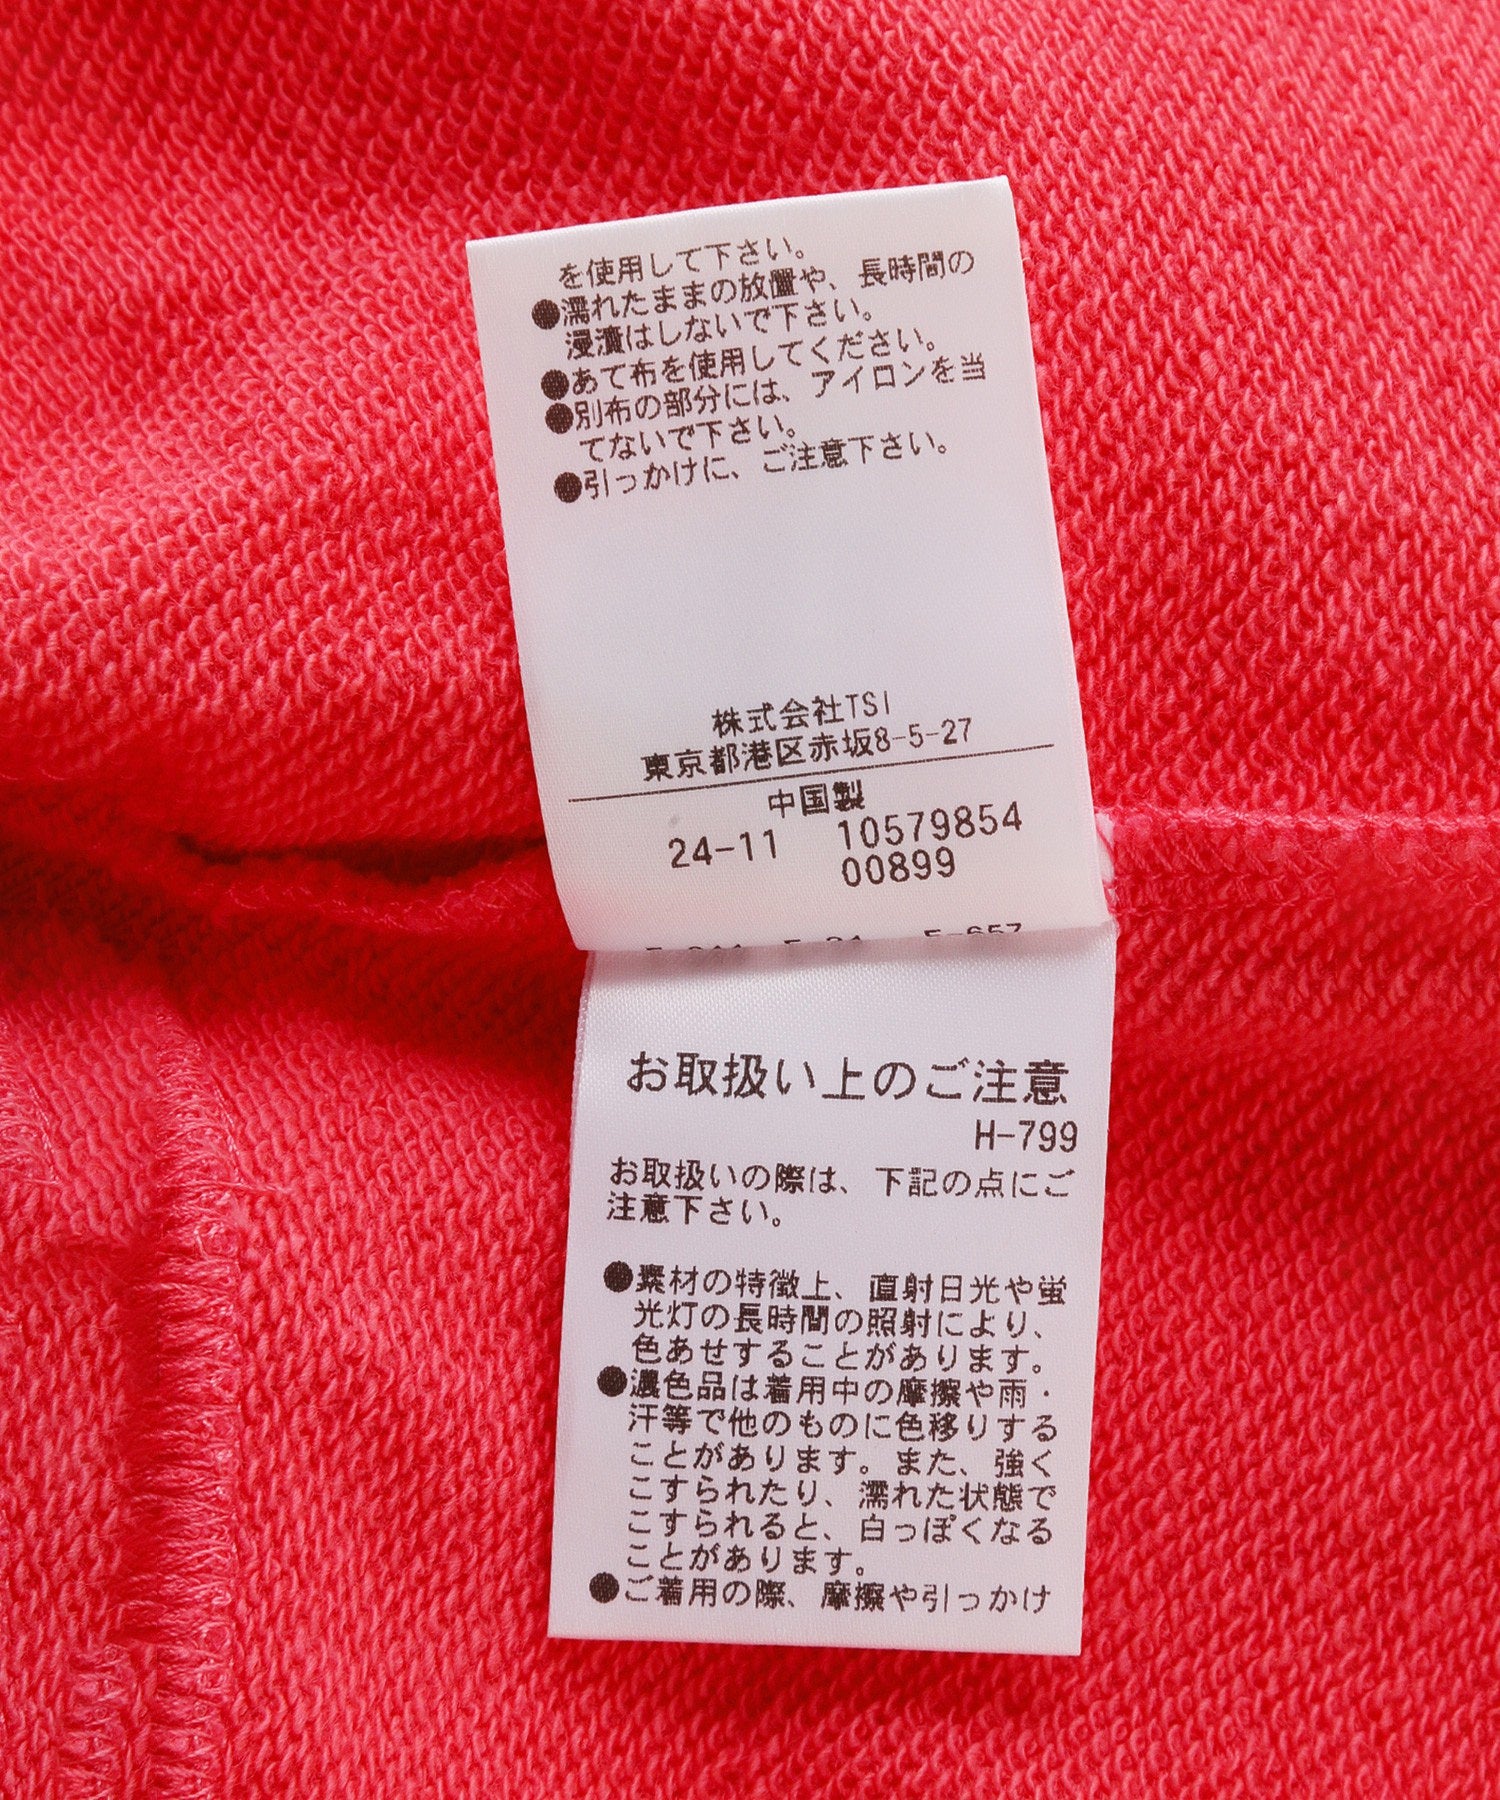 を使用して下さい。
●濡れたままの放置や、長時間の
浸漬はしないで下さい。
●あて布を使用してください。
●別布の部分には、アイロンを当
てないで下さい。
●引っかけに、ご注意下さい。
株式会社TSI
東京都港区赤坂8-5-27
中国製
24-11 10579854
00899
お取扱い上のご注意
H-799
お取扱いの際は、下記の点にご
注意下さい。
●素材の特徴上、直射日光や蛍
光灯の長時間の照射により、
色あせすることがあります。
●濃色品は着用中の摩擦や雨・
汗等で他のものに色移りする
ことがあります。また、強く
こすられたり、濡れた状態で
こすられると、白っぽくなる
ことがあります。
●ご着用の際、摩擦や引っかけ